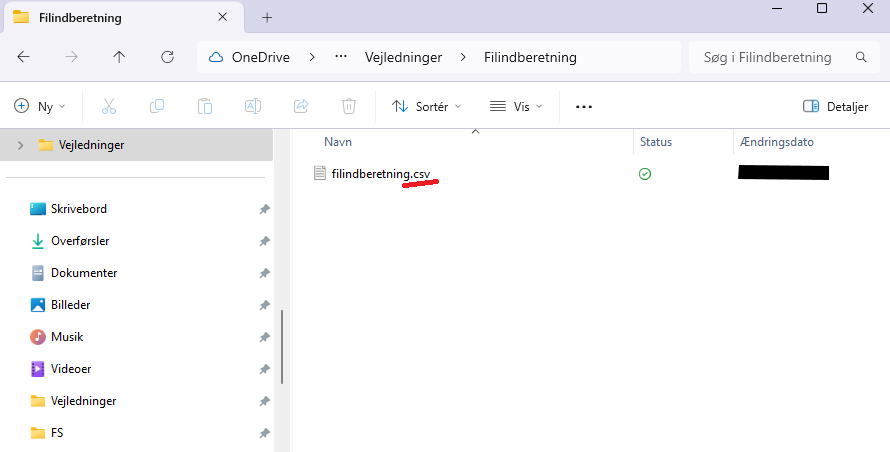 Filindberetning
OneDrive > ··· Vejledninger > Filindberetning
Søg i Filindberetning
Ny
Sortér
Vis
···
Detaljer
Vejledninger
Skrivebord
Overførsler
Dokumenter
Billeder
Musik
Videoer
Vejledninger
FS
Navn
Status
Ændringsdato
filindberetning.csv